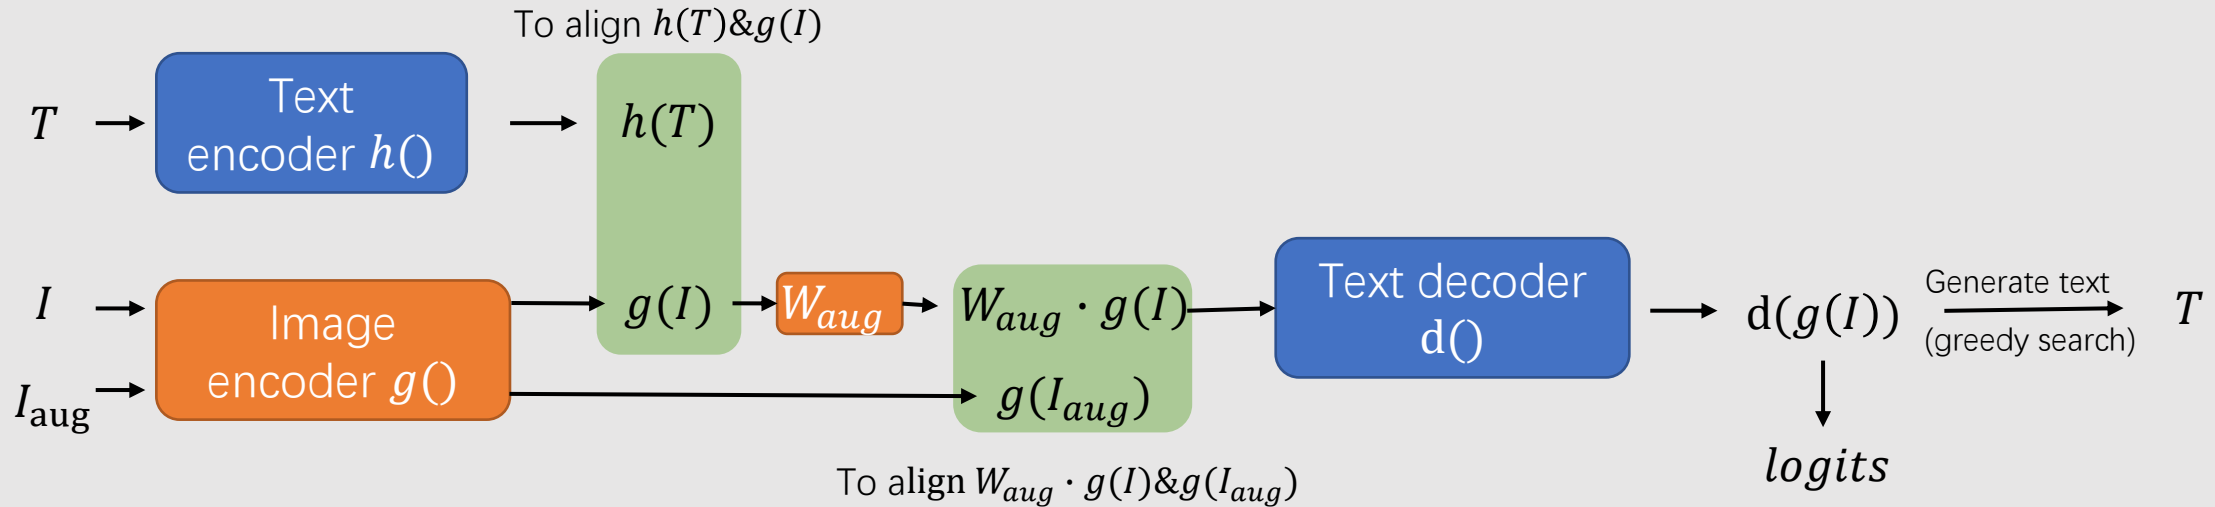 To align h(T)&g(I)
T
Text
encoder h()
h(T)
I
Image
encoder g()
I_aug
g(I)
W_aug
W_aug · g(I)
g(I_aug)
To align W_aug · g(I)&g(I_aug)
Text decoder
d()
d(g(I))
logits
Generate text
(greedy search)
T